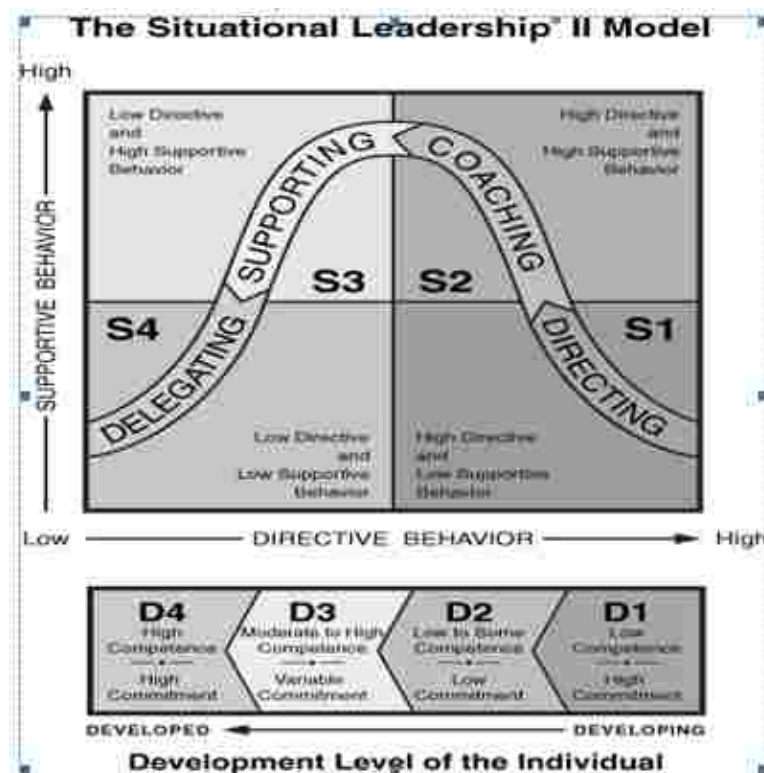 The Situational Leadership® II Model
High
SUPPORTIVE BEHAVIOR
Low Directive
and
High Supportive
Behavior
High Directive
and
High Supportive
Behavior
SUPPORTING
COACHING
S3
S2
S4
S1
DELEGATING
DIRECTING
Low Directive
and
Low Supportive
Behavior
High Directive
and
Low Supportive
Behavior
Low
DIRECTIVE BEHAVIOR
High
D4
High
Competence
High
Commitment
D3
Moderate to High
Competence
Variable
Commitment
D2
Low to Some
Competence
Low
Commitment
D1
Low
Competence
High
Commitment
DEVELOPED
DEVELOPING
Development Level of the Individual